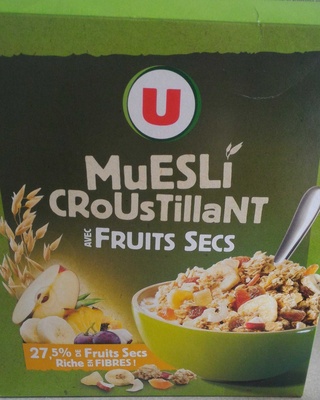 U
MuESLi
CRoUsTillaNT
AVEC FRUITS SECS
27,5% DE Fruits Secs
Riche EN FIBRES !